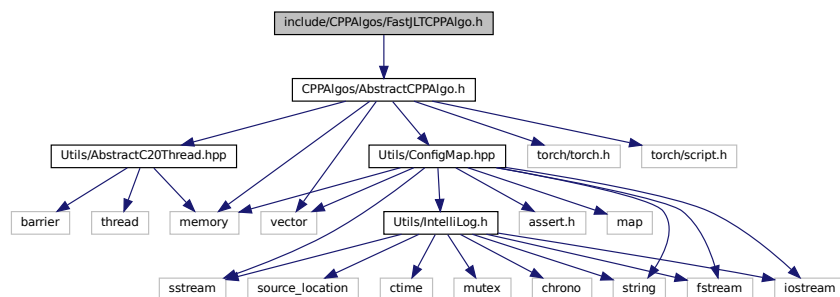 include/CPPAlgos/FastJLTCPPAlgo.h
CPPAlgos/AbstractCPPAlgo.h
Utils/AbstractC20Thread.hpp
Utils/ConfigMap.hpp
torch/torch.h
torch/script.h
barrier
thread
memory
vector
Utils/IntelliLog.h
assert.h
map
sstream
source_location
ctime
mutex
chrono
string
fstream
iostream